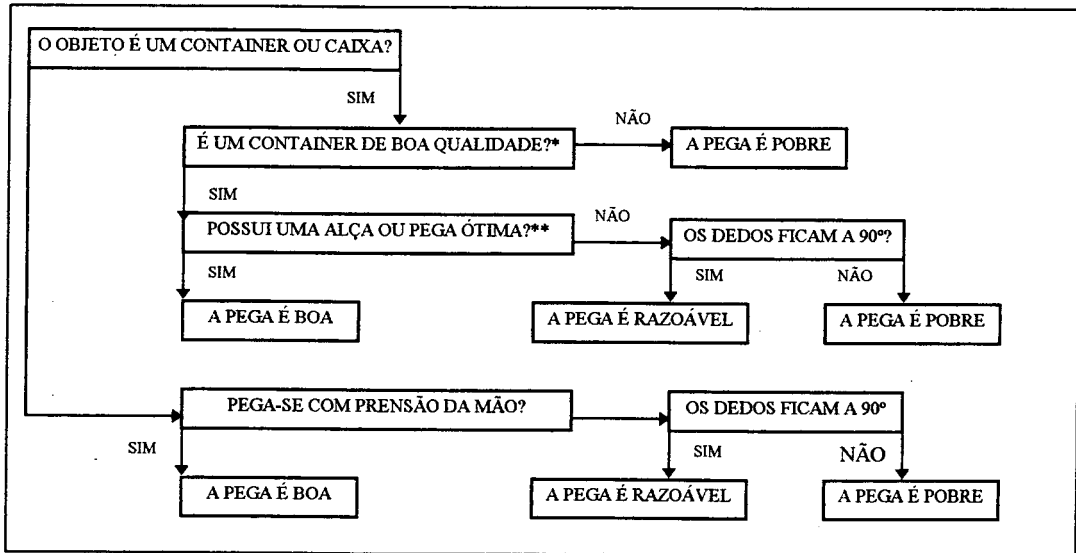 O OBJETO É UM CONTAINER OU CAIXA?
SIM
NÃO
É UM CONTAINER DE BOA QUALIDADE?*
A PEGA É POBRE
SIM
NÃO
POSSUI UMA ALÇA OU PEGA ÓTIMA?**
OS DEDOS FICAM A 90º?
SIM
SIM
NÃO
A PEGA É BOA
A PEGA É RAZOÁVEL
A PEGA É POBRE
PEGA-SE COM PRENSÃO DA MÃO?
OS DEDOS FICAM A 90º
SIM
SIM
NÃO
A PEGA É BOA
A PEGA É RAZOÁVEL
A PEGA É POBRE